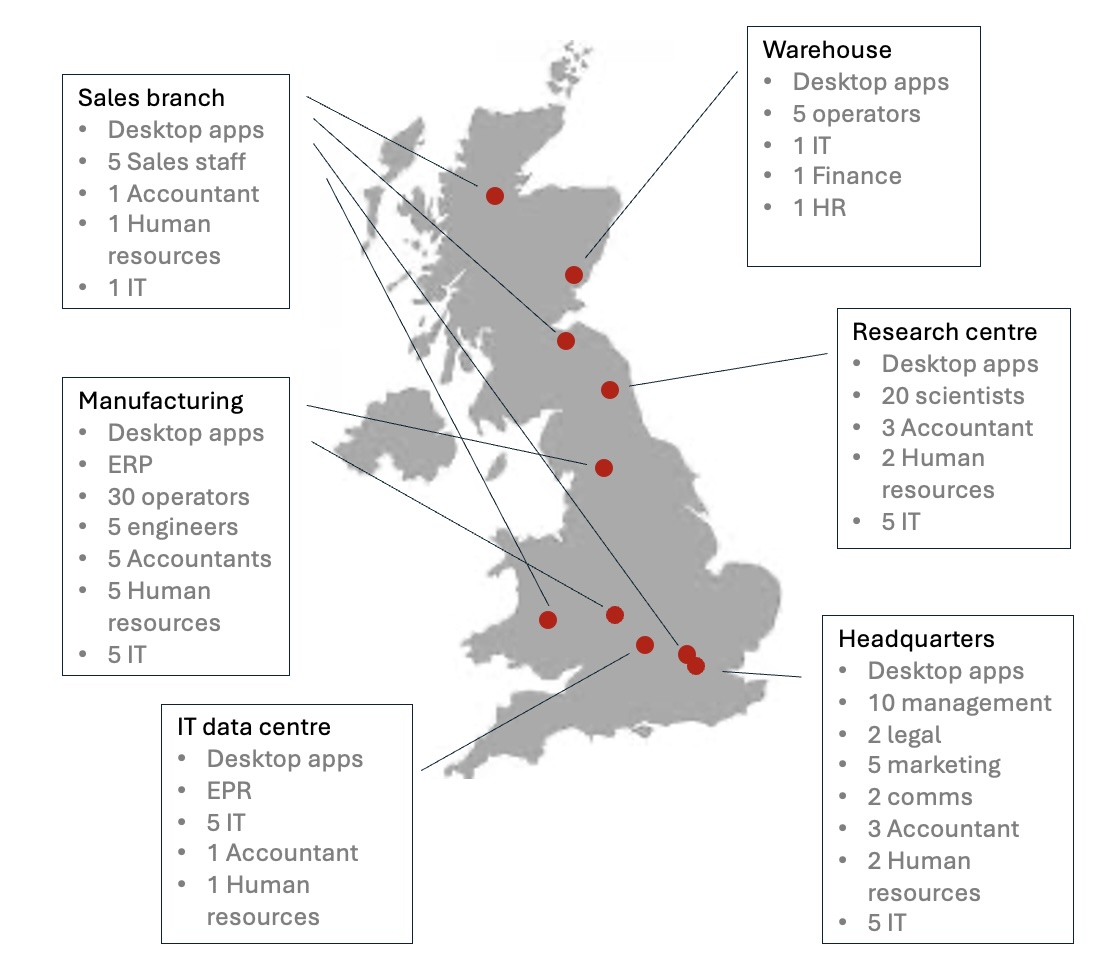 Sales branch
• Desktop apps
• 5 Sales staff
• 1 Accountant
• 1 Human
resources
• 1 IT
Warehouse
• Desktop apps
• 5 operators
• 1 IT
• 1 Finance
• 1 HR
Research centre
• Desktop apps
• 20 scientists
• 3 Accountant
• 2 Human
resources
• 5 IT
Manufacturing
• Desktop apps
• ERP
• 30 operators
• 5 engineers
• 5 Accountants
• 5 Human
resources
• 5 IT
IT data centre
• Desktop apps
• EPR
• 5 IT
• 1 Accountant
• 1 Human
resources
Headquarters
• Desktop apps
• 10 management
• 2 legal
• 5 marketing
• 2 comms
• 3 Accountant
• 2 Human
resources
• 5 IT